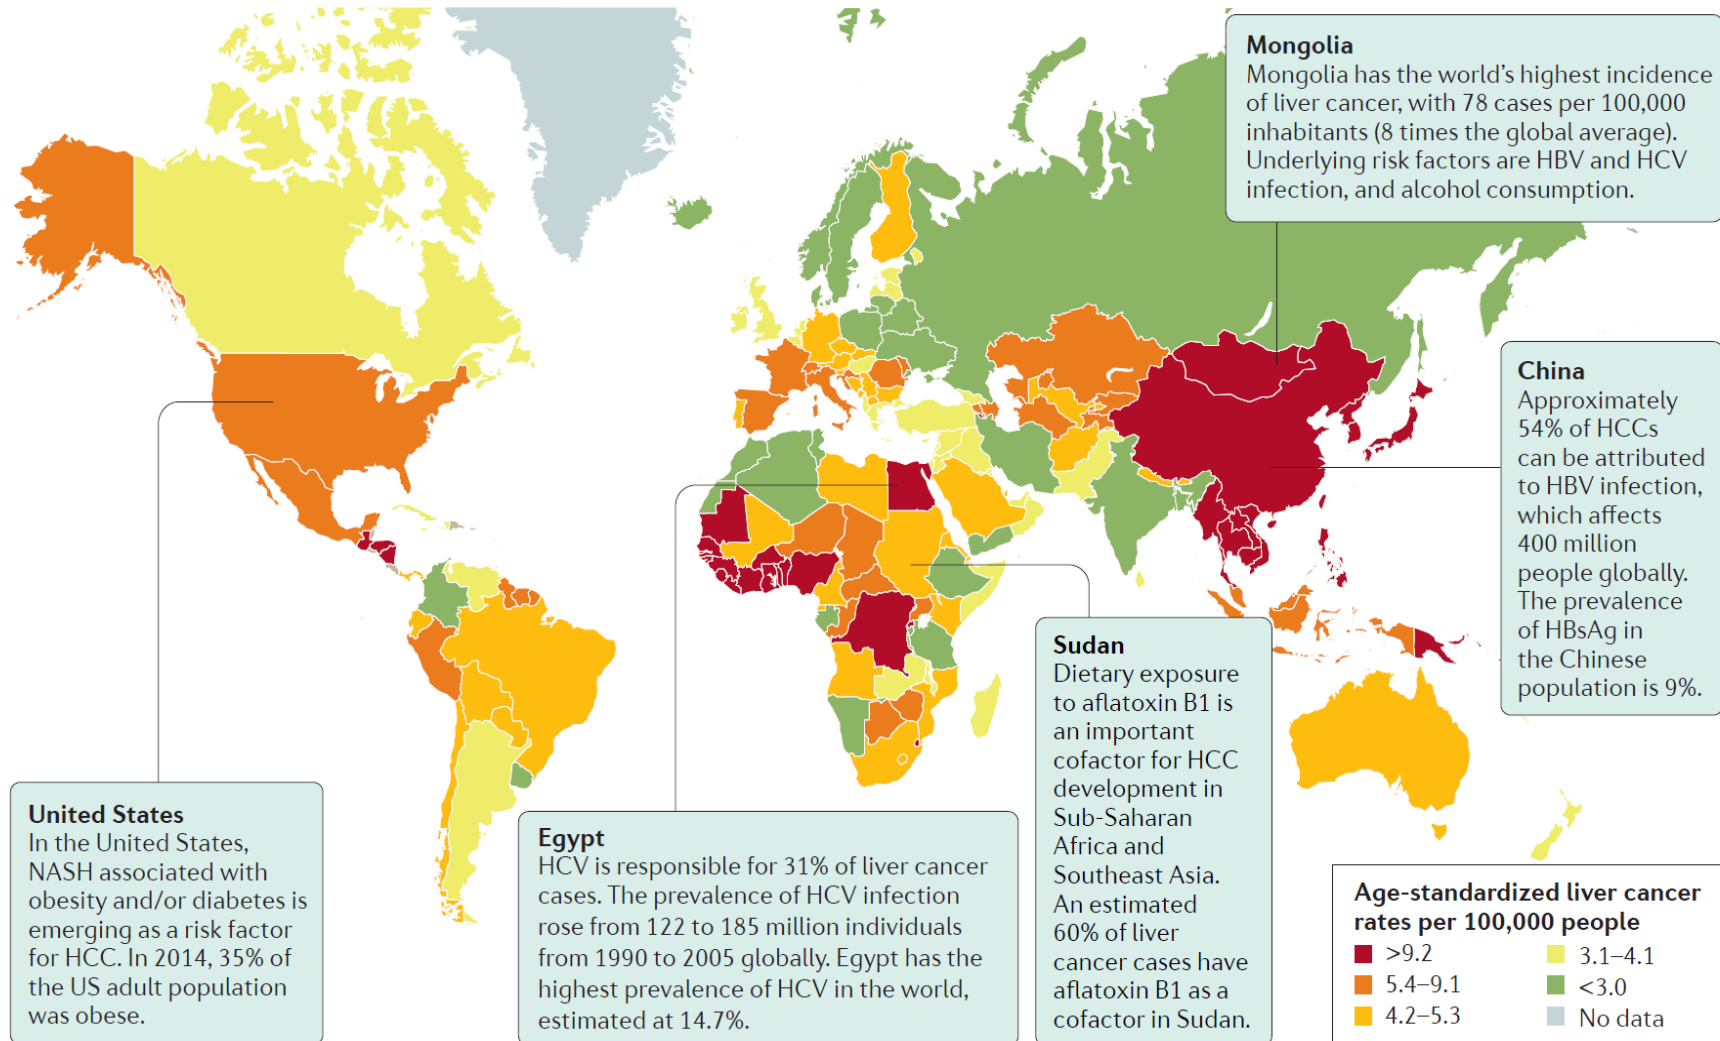 Mongolia
Mongolia has the world's highest incidence
of liver cancer, with 78 cases per 100,000
inhabitants (8 times the global average).
Underlying risk factors are HBV and HCV
infection, and alcohol consumption.
China
Approximately
54% of HCCs
can be attributed
to HBV infection,
which affects
400 million
people globally.
The prevalence
of HBsAg in
the Chinese
population is 9%.
United States
In the United States,
NASH associated with
obesity and/or diabetes is
emerging as a risk factor
for HCC. In 2014, 35% of
the US adult population
was obese.
Egypt
HCV is responsible for 31% of liver cancer
cases. The prevalence of HCV infection
rose from 122 to 185 million individuals
from 1990 to 2005 globally. Egypt has the
highest prevalence of HCV in the world,
estimated at 14.7%.
Sudan
Dietary exposure
to aflatoxin B1 is
an important
cofactor for HCC
development in
Sub-Saharan
Africa and
Southeast Asia.
An estimated
60% of liver
cancer cases have
aflatoxin B1 as a
cofactor in Sudan.
Age-standardized liver cancer
rates per 100,000 people
>9.2
5.4–9.1
4.2–5.3
3.1–4.1
<3.0
No data